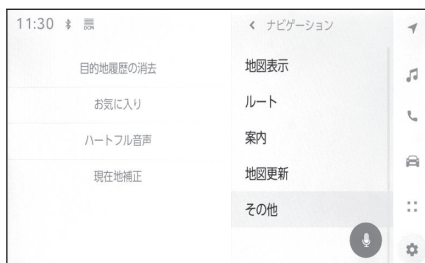 11:30
DCM
目的地履歴の消去
お気に入り
ハートフル音声
現在地補正
ナビゲーション
地図表示
ルート
案内
地図更新
その他